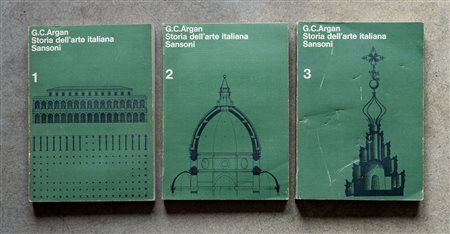 G.C.Argan
Storia dell'arte italiana
Sansoni
1
G.C.Argan
Storia dell'arte italiana
Sansoni
2
G.C.Argan
Storia dell'arte italiana
Sansoni
3